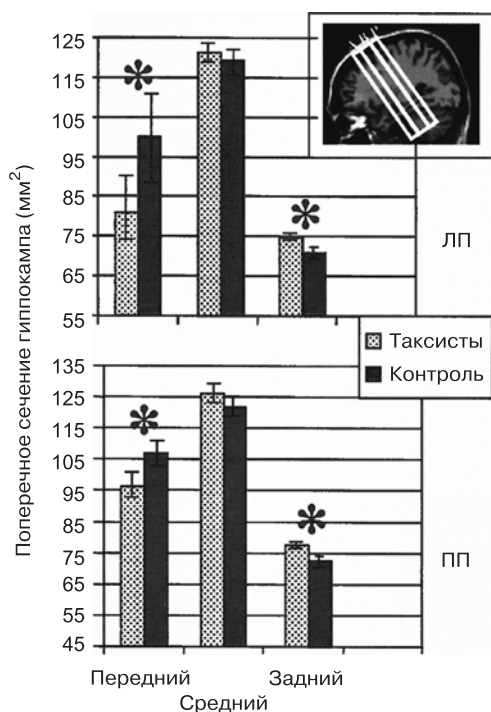 Поперечное сечение гиппокампа (мм²)
125
115
105
95
85
75
65
55
*
*
ЛП
Таксисты
Контроль
135
125
115
105
95
85
75
65
55
45
*
*
ПП
Передний
Задний
Средний